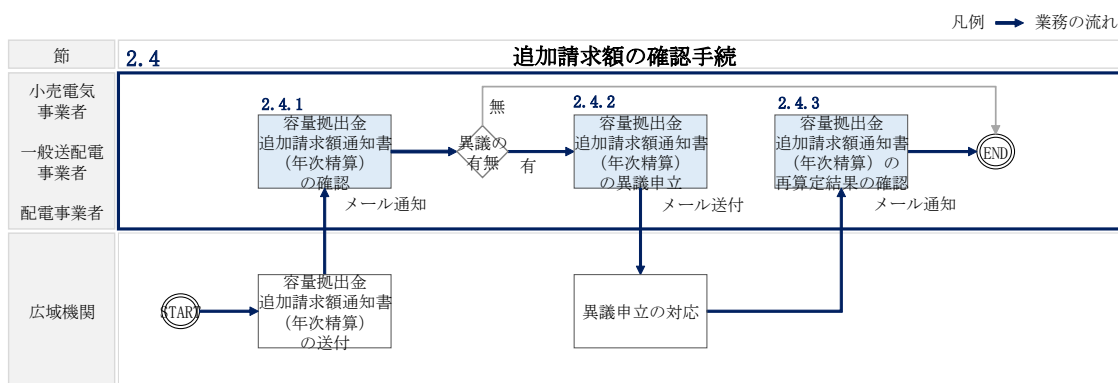 凡例 業務の流れ
節
2.4
追加請求額の確認手続
小売電気
事業者
一般送配電
事業者
配電事業者
2.4.1
容量拠出金
追加請求額通知書
（年次精算）
の確認
異議の
有無
無
有
2.4.2
容量拠出金
追加請求額通知書
（年次精算）
の異議申立
2.4.3
容量拠出金
追加請求額通知書
（年次精算）の
再算定結果の確認
END
メール通知
メール送付
メール通知
広域機関
START
容量拠出金
追加請求額通知書
（年次精算）
の送付
異議申立の対応